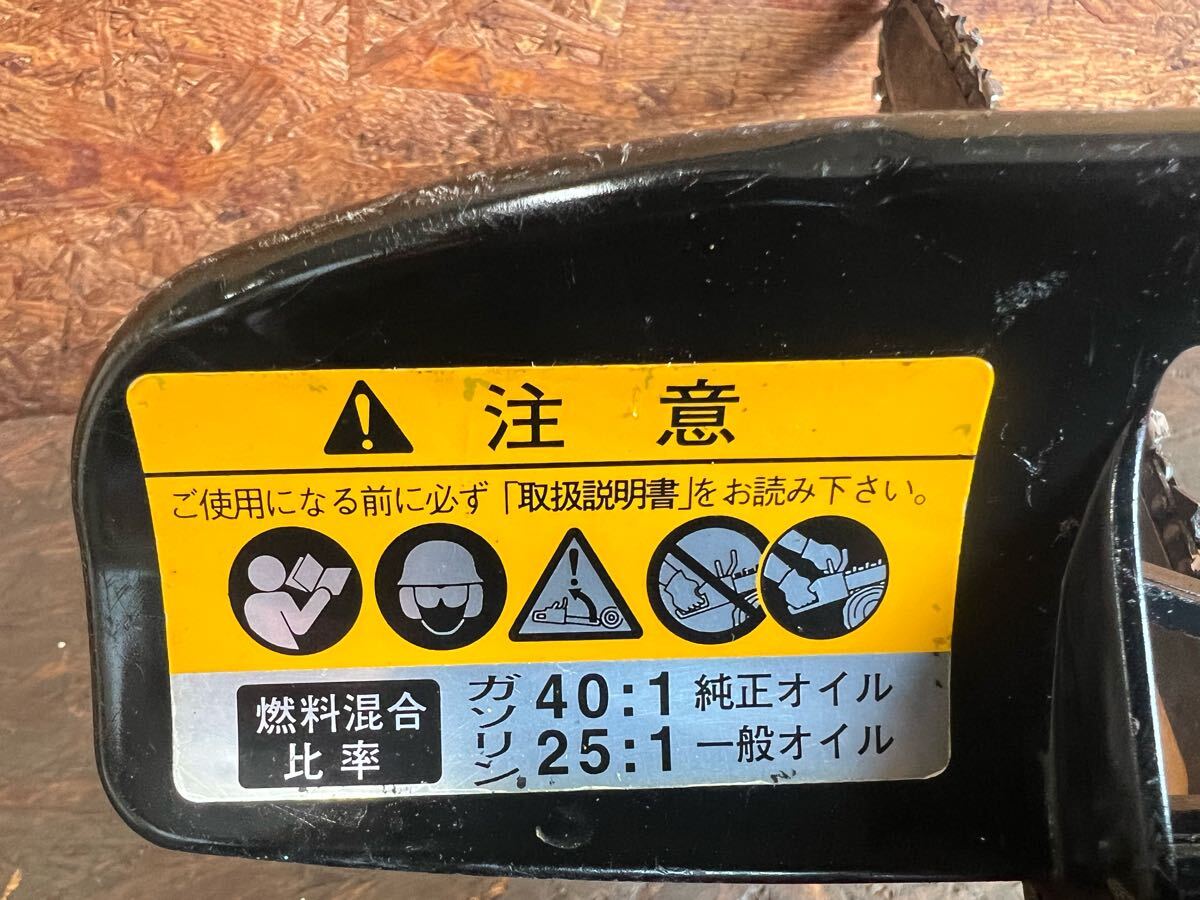 注意
ご使用になる前に必ず「取扱説明書」をお読み下さい。
燃料混合
比率
ガソリン
40:1 純正オイル
25:1 一般オイル